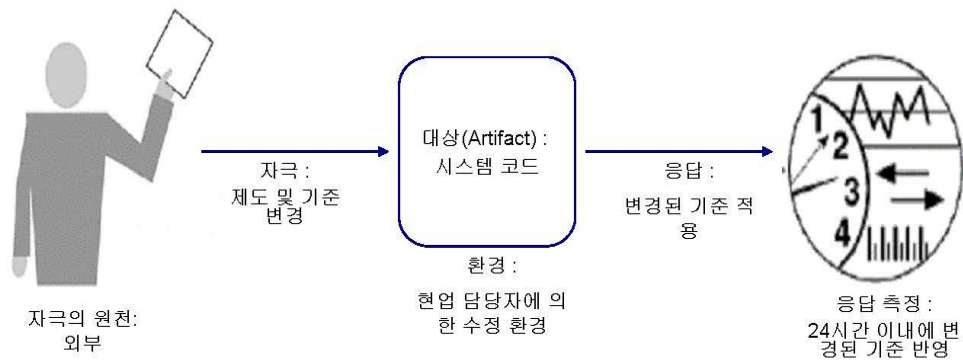 자극의 원천:
외부
자극 :
제도 및 기준
변경
대상(Artifact) :
시스템 코드
환경 :
현업 담당자에 의
한 수정 환경
응답 :
변경된 기준 적
용
1
2
3
4
응답 측정 :
24시간 이내에 변
경된 기준 반영